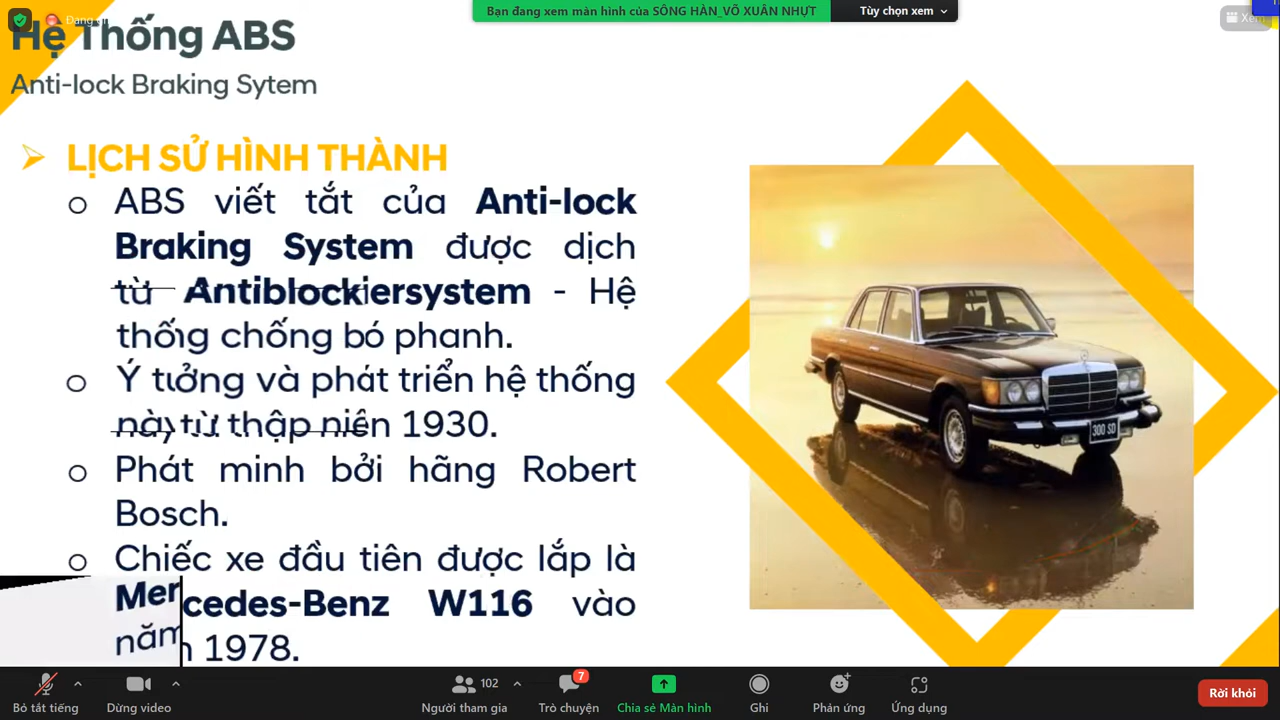 Bạn đang xem màn hình của SÔNG HÀN_VÕ XUÂN NHỰT
Tùy chọn xem
Hệ Thống ABS
Anti-lock Braking Sytem
LỊCH SỬ HÌNH THÀNH
ABS viết tắt của Anti-lock
Braking System được dịch
từ Antiblockiersystem - Hệ
thống chống bó phanh.
Ý tưởng và phát triển hệ thống
này từ thập niên 1930.
Phát minh bởi hãng Robert
Bosch.
Chiếc xe đầu tiên được lắp là
Mercedes-Benz W116 vào
năm 1978.
300 SD
102
7
Bỏ tắt tiếng
Dừng video
Người tham gia
Trò chuyện
Chia sẻ Màn hình
Ghi
Phản ứng
Ứng dụng
Rời khỏi